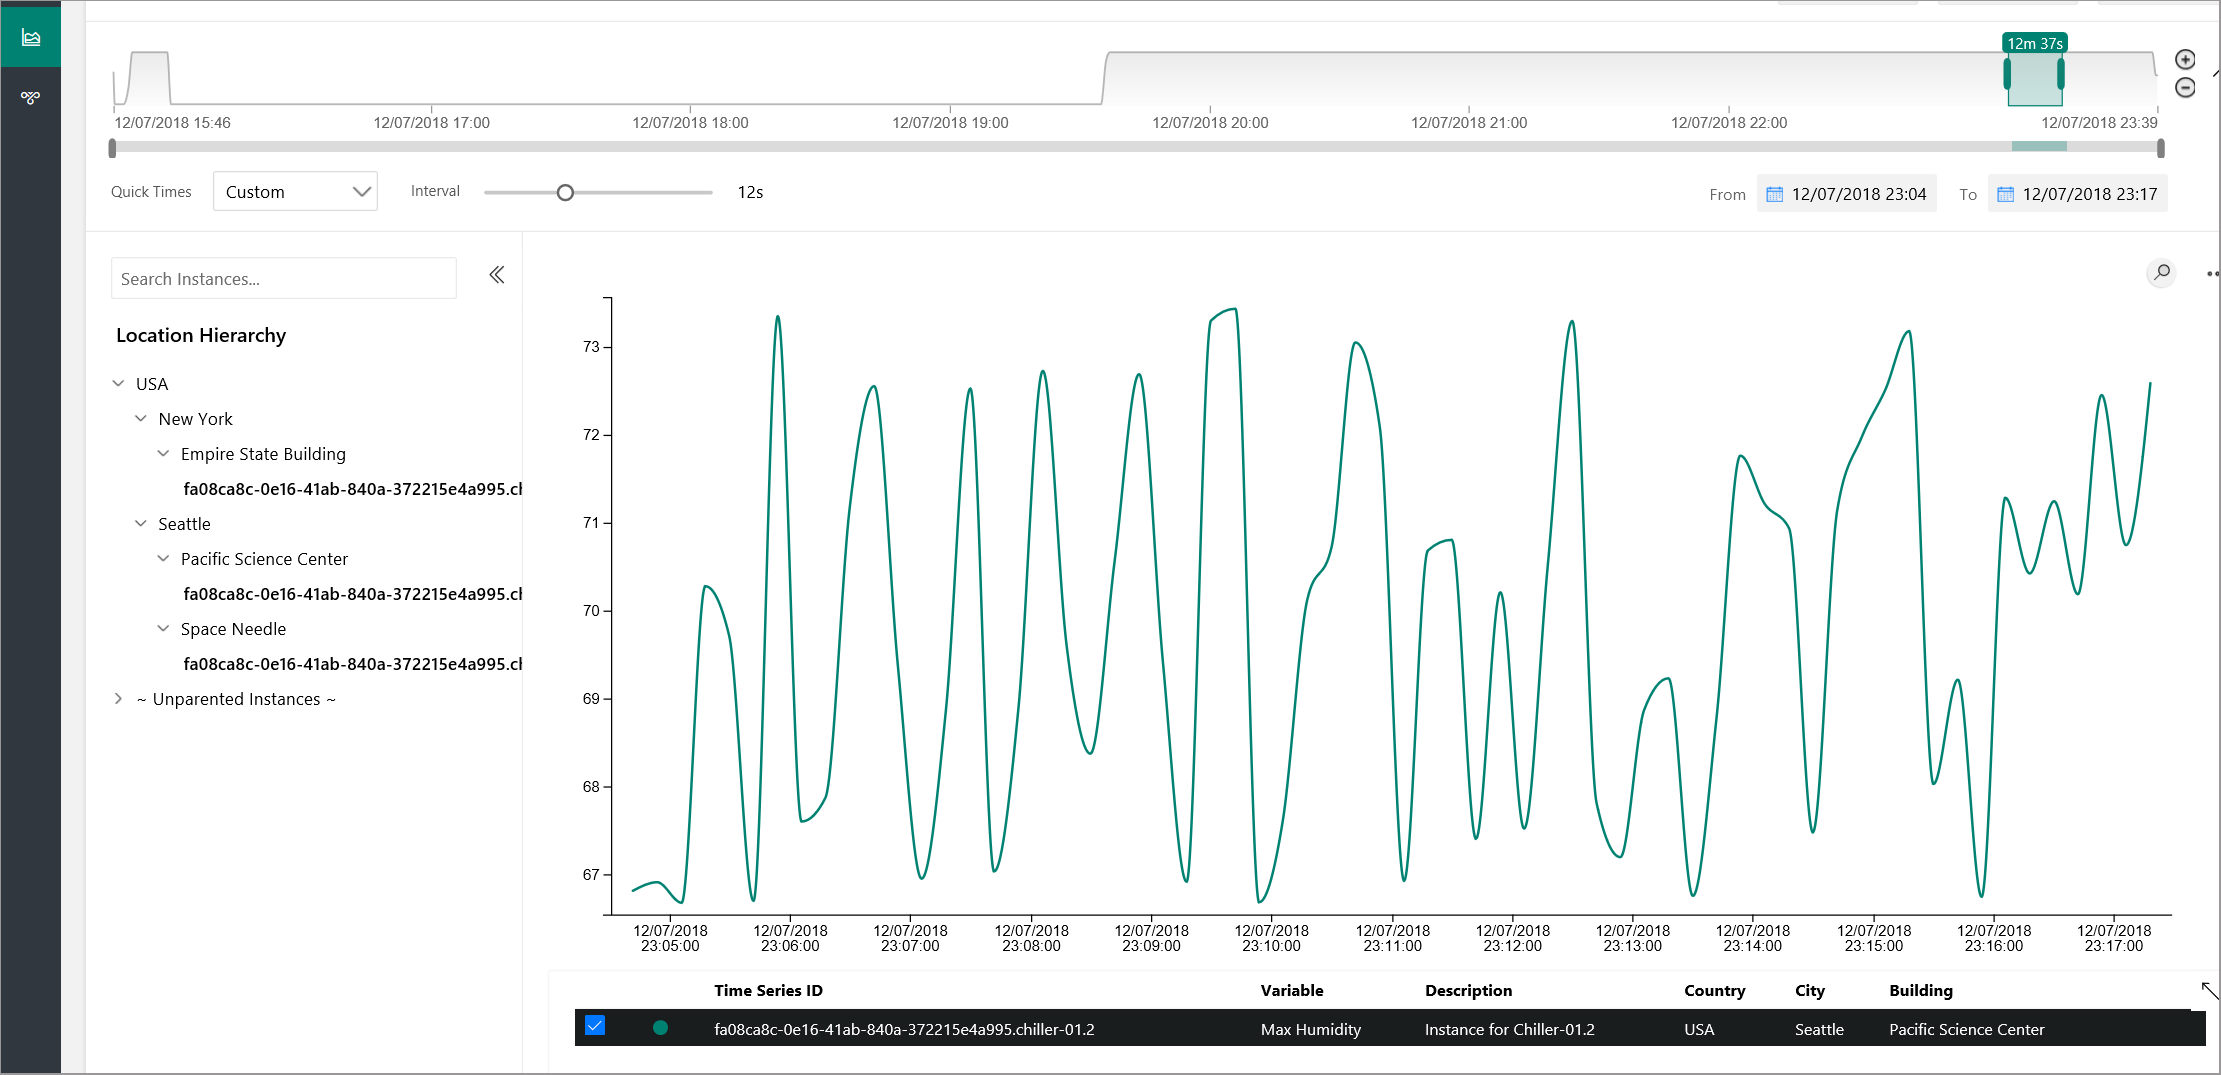 12m 37s
12/07/2018 15:46 12/07/2018 17:00 12/07/2018 18:00 12/07/2018 19:00 12/07/2018 20:00 12/07/2018 21:00 12/07/2018 22:00 12/07/2018 23:39
Quick Times Custom Interval 12s From 12/07/2018 23:04 To 12/07/2018 23:17
Search Instances...
Location Hierarchy
USA
New York
Empire State Building
fa08ca8c-0e16-41ab-840a-372215e4a995.ch
Seattle
Pacific Science Center
fa08ca8c-0e16-41ab-840a-372215e4a995.ch
Space Needle
fa08ca8c-0e16-41ab-840a-372215e4a995.ch
~ Unparented Instances ~
73
72
71
70
69
68
67
12/07/2018 12/07/2018 12/07/2018 12/07/2018 12/07/2018 12/07/2018 12/07/2018 12/07/2018 12/07/2018 12/07/2018 12/07/2018 12/07/2018 12/07/2018
23:05:00 23:06:00 23:07:00 23:08:00 23:09:00 23:10:00 23:11:00 23:12:00 23:13:00 23:14:00 23:15:00 23:16:00 23:17:00
Time Series ID Variable Description Country City Building
fa08ca8c-0e16-41ab-840a-372215e4a995.chiller-01.2 Max Humidity Instance for Chiller-01.2 USA Seattle Pacific Science Center